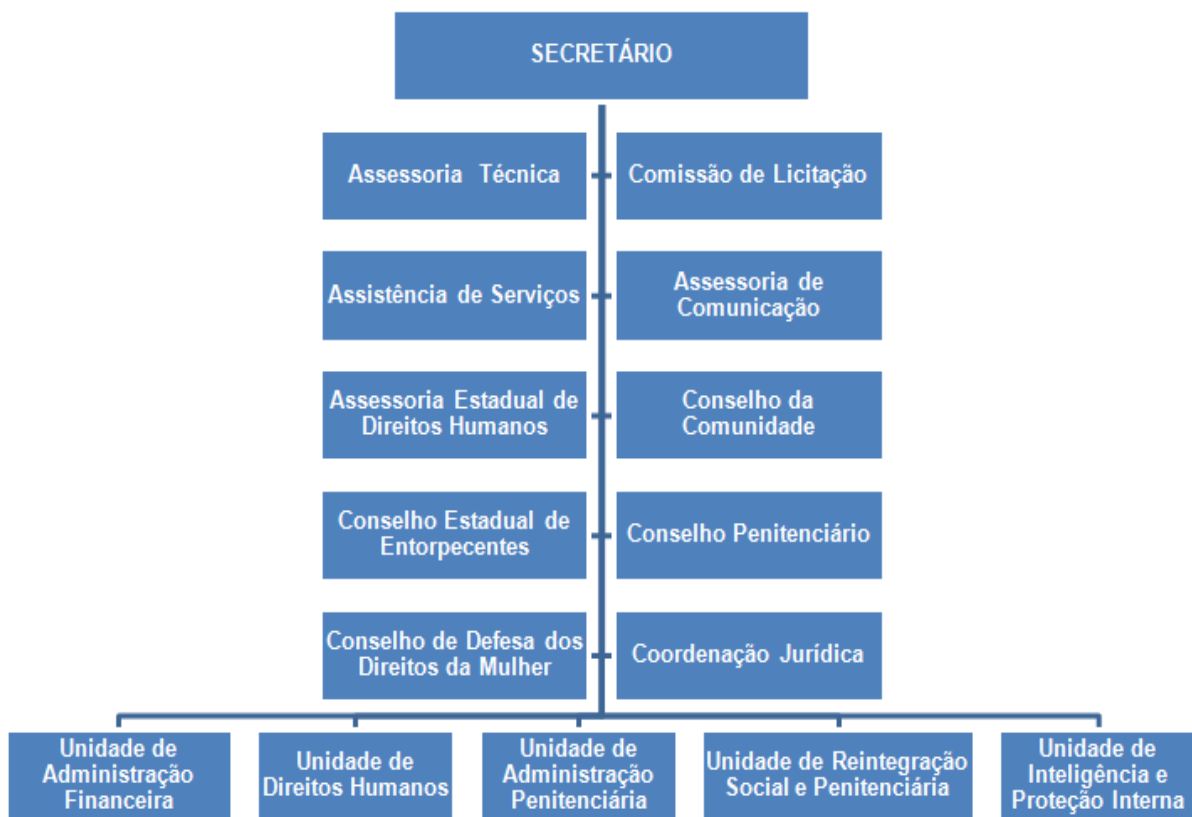 SECRETÁRIO
Assessoria Técnica
Comissão de Licitação
Assistência de Serviços
Assessoria de
Comunicação
Assessoria Estadual de
Direitos Humanos
Conselho da
Comunidade
Conselho Estadual de
Entorpecentes
Conselho Penitenciário
Conselho de Defesa dos
Direitos da Mulher
Coordenação Jurídica
Unidade de
Administração
Financeira
Unidade de
Direitos Humanos
Unidade de
Administração
Penitenciária
Unidade de Reintegração
Social e Penitenciária
Unidade de
Inteligência e
Proteção Interna